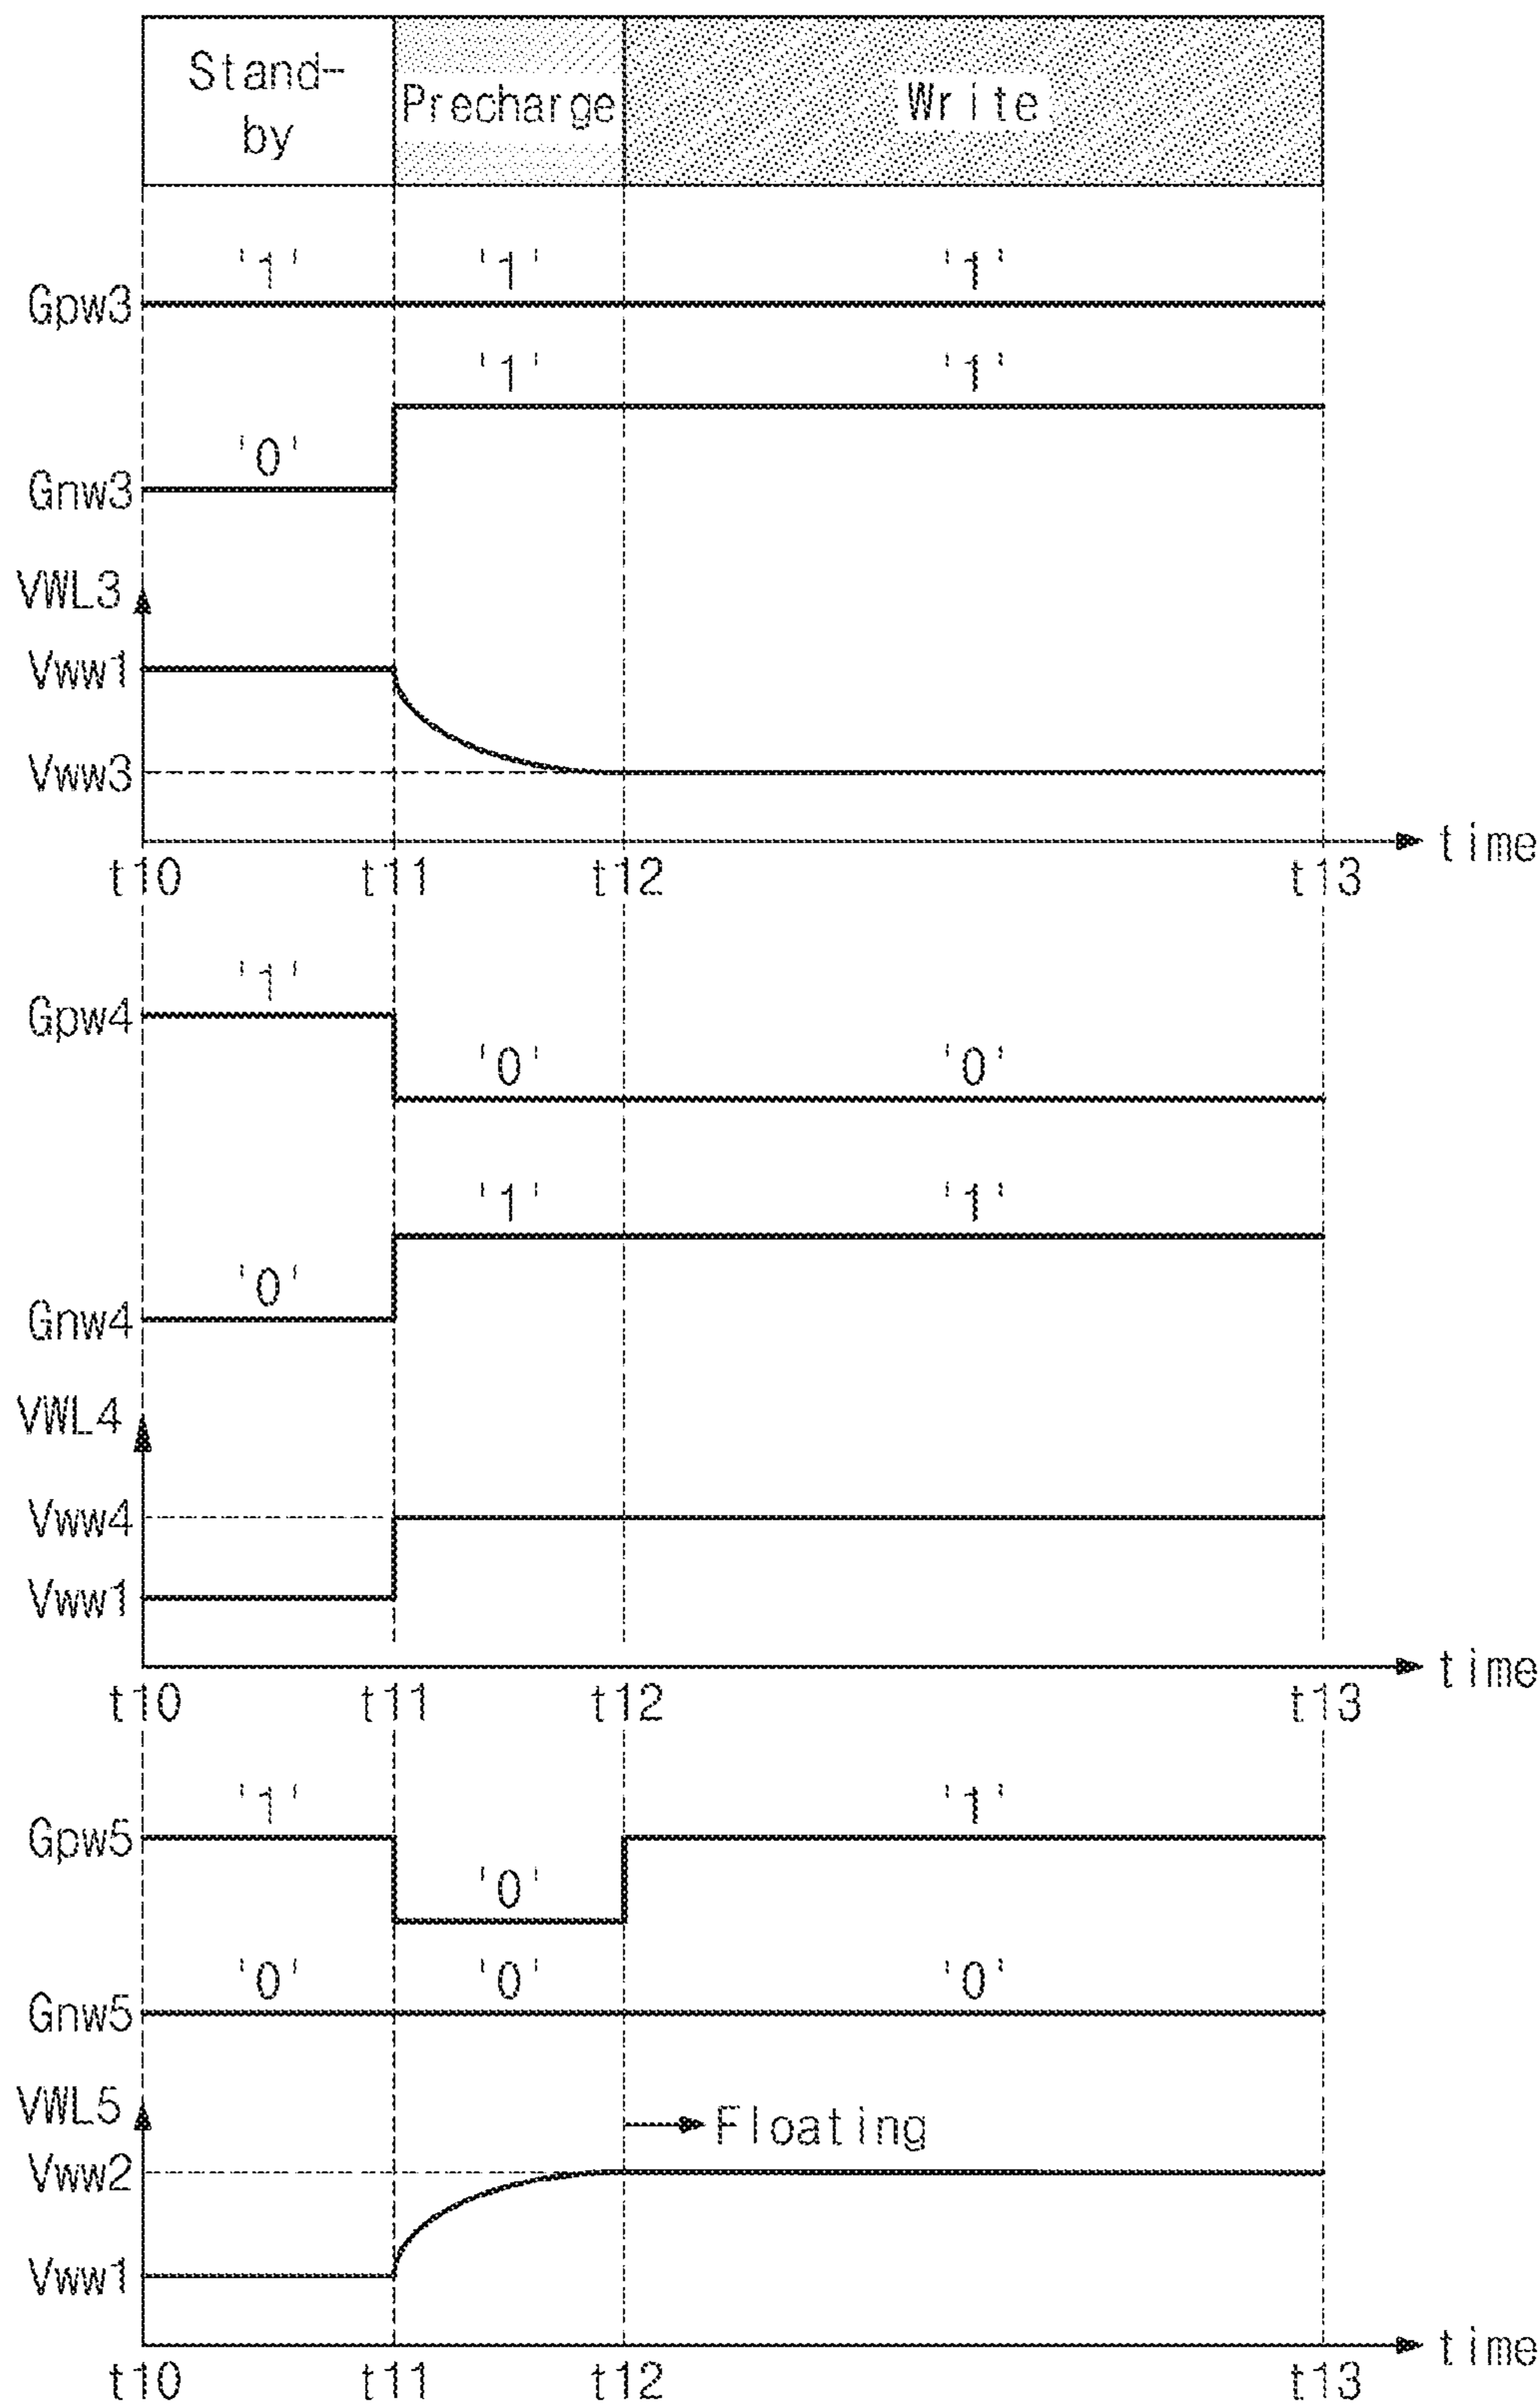 Stand-
by
Precharge
Write
'1' '1' '1'
Gpw3
'1' '1'
'0'
Gnw3
VWL3
Vww1
Vww3
time
t10 t11 t12 t13
'1'
Gpw4
'0' '0'
'1' '1'
'0'
Gnw4
VWL4
Vww4
Vww1
time
t10 t11 t12 t13
'1' '1'
Gpw5
'0'
'0' '0' '0'
Gnw5
VWL5
Floating
Vww2
Vww1
time
t10 t11 t12 t13